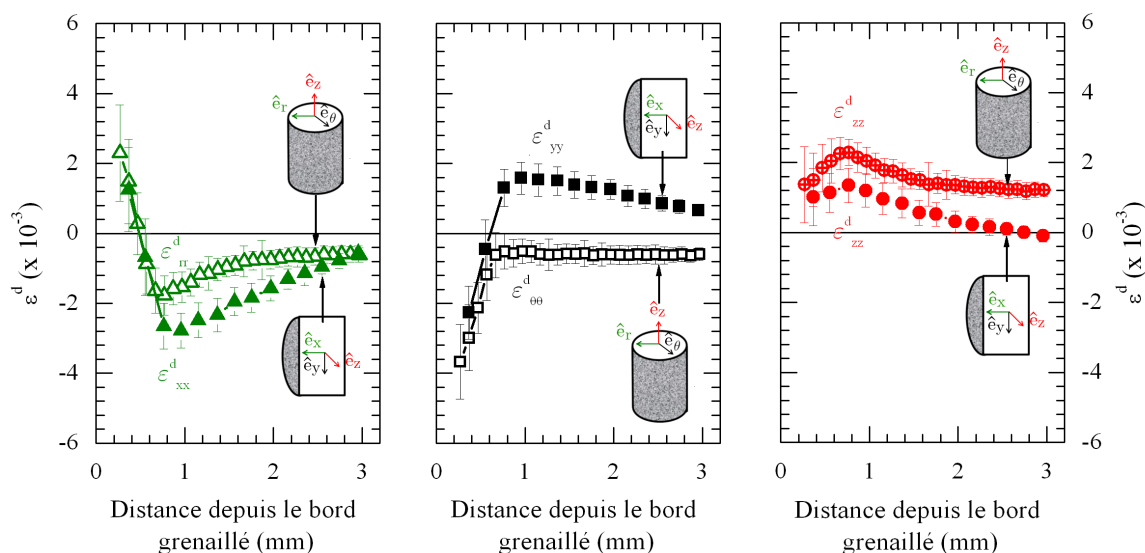 ε^d (x 10^-3)
6
4
2
0
-2
-4
-6
ê_z
ê_r
ê_θ
ε^d_rr
ε^d_xx
ê_x
ê_y
ê_z
0
1
2
3
Distance depuis le bord
grenaillé (mm)
ê_x
ê_y
ê_z
ε^d_yy
ε^d_θθ
ê_z
ê_r
ê_θ
0
1
2
3
Distance depuis le bord
grenaillé (mm)
ê_z
ê_r
ê_θ
ε^d_zz
ε^d_zz
ê_x
ê_y
ê_z
0
1
2
3
Distance depuis le bord
grenaillé (mm)
6
4
2
0
-2
-4
-6
ε^d (x 10^-3)